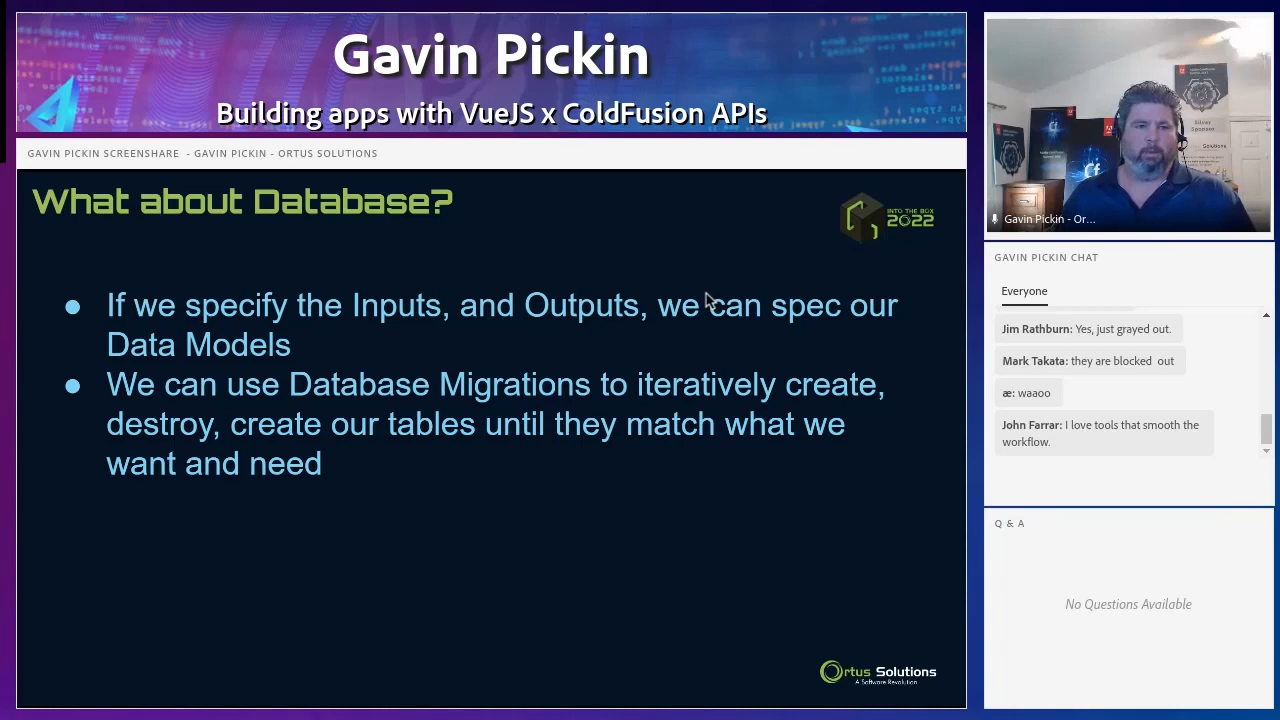 Gavin Pickin
Building apps with VueJS x ColdFusion APIs
GAVIN PICKIN SCREENSHARE - GAVIN PICKIN - ORTUS SOLUTIONS
What about Database?
INTO THE BOX
2022
● If we specify the Inputs, and Outputs, we can spec our
Data Models
● We can use Database Migrations to iteratively create,
destroy, create our tables until they match what we
want and need
Ortus Solutions
A Software Revolution
Silver
Sponsor
Solutions
Cf
Gavin Pickin - Or...
GAVIN PICKIN CHAT
Everyone
Jim Rathburn: Yes, just grayed out.
Mark Takata: they are blocked out
æ: waaoo
John Farrar: I love tools that smooth the
workflow.
Q & A
No Questions Available